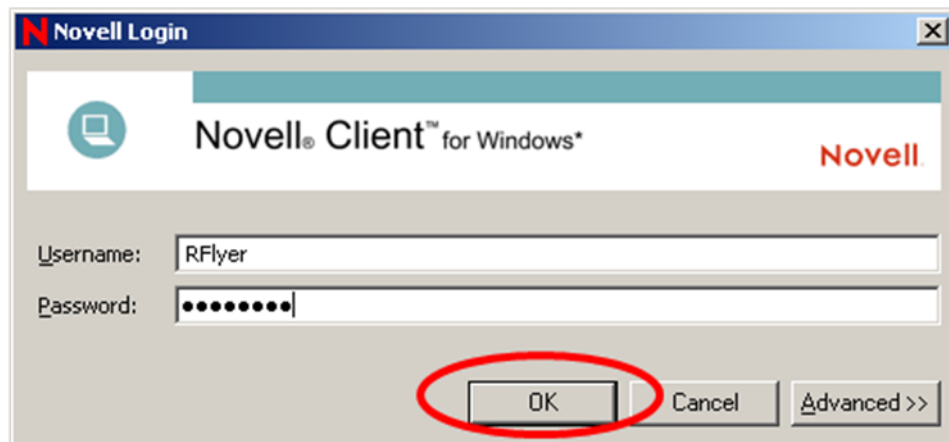 Novell Login
Novell® Client™ for Windows*
Novell.
Username: RFlyer
Password: ••••••••
OK Cancel Advanced >>